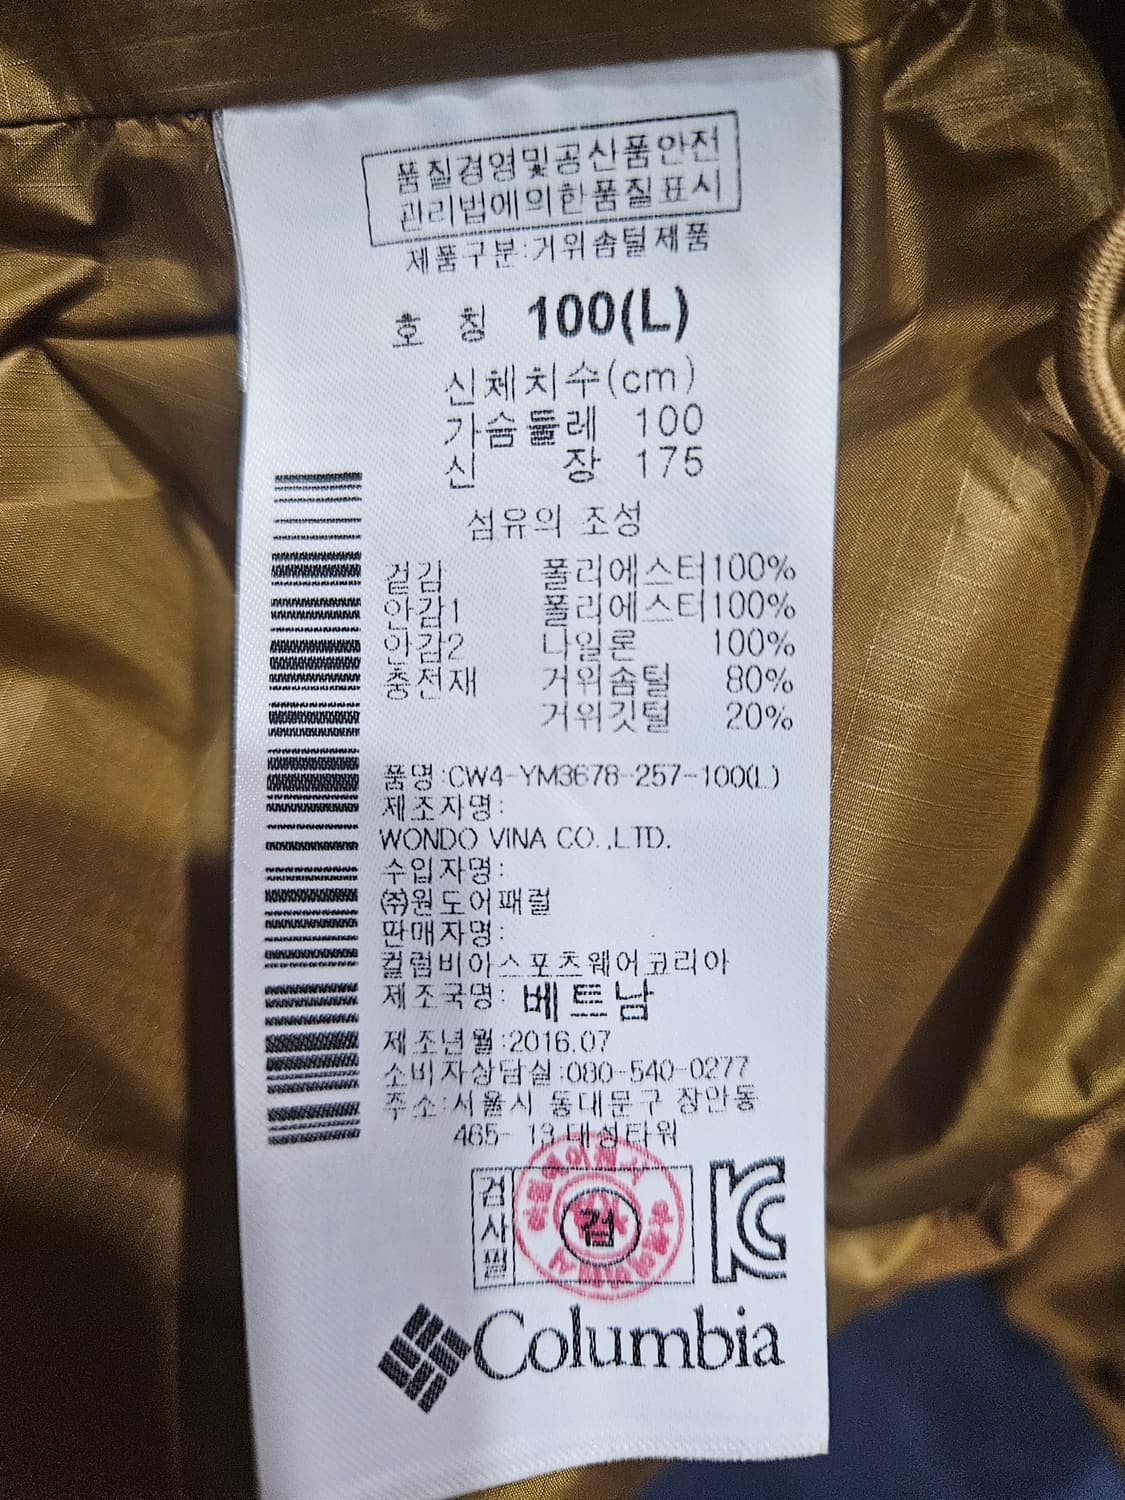 품질경영및공산품안전
관리법에의한품질표시
제품구분:거위솜털제품
호 칭 100(L)
신체치수(cm)
가슴둘레 100
신 장 175
섬유의 조성
겉감 폴리에스터100%
안감1 폴리에스터100%
안감2 나일론 100%
충전재 거위솜털 80%
거위깃털 20%
품명:CW4-YM3678-257-100(L)
제조자명:
WONDO VINA CO.,LTD.
수입자명:
㈜원도어패럴
판매자명:
컬럼비아스포츠웨어코리아
제조국명: 베트남
제조년월:2016.07
소비자상담실:080-540-0277
주소:서울시 동대문구 장안동
465- 13 대성타워
검사필
검
KC
Columbia